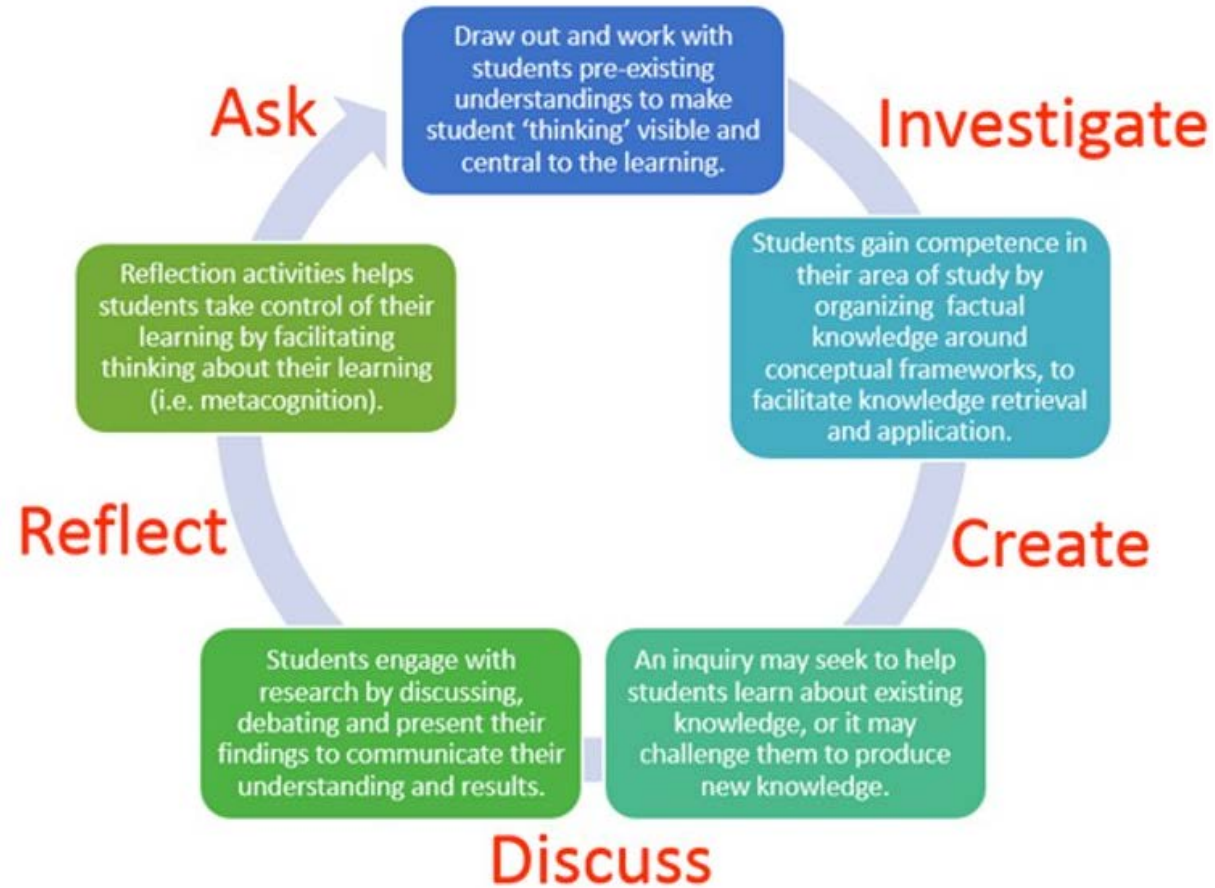 Ask
Draw out and work with
students pre-existing
understandings to make
student ‘thinking’ visible and
central to the learning.
Investigate
Students gain competence in
their area of study by
organizing factual
knowledge around
conceptual frameworks, to
facilitate knowledge retrieval
and application.
Create
An inquiry may seek to help
students learn about existing
knowledge, or it may
challenge them to produce
new knowledge.
Discuss
Students engage with
research by discussing,
debating and present their
findings to communicate their
understanding and results.
Reflect
Reflection activities helps
students take control of their
learning by facilitating
thinking about their learning
(i.e. metacognition).